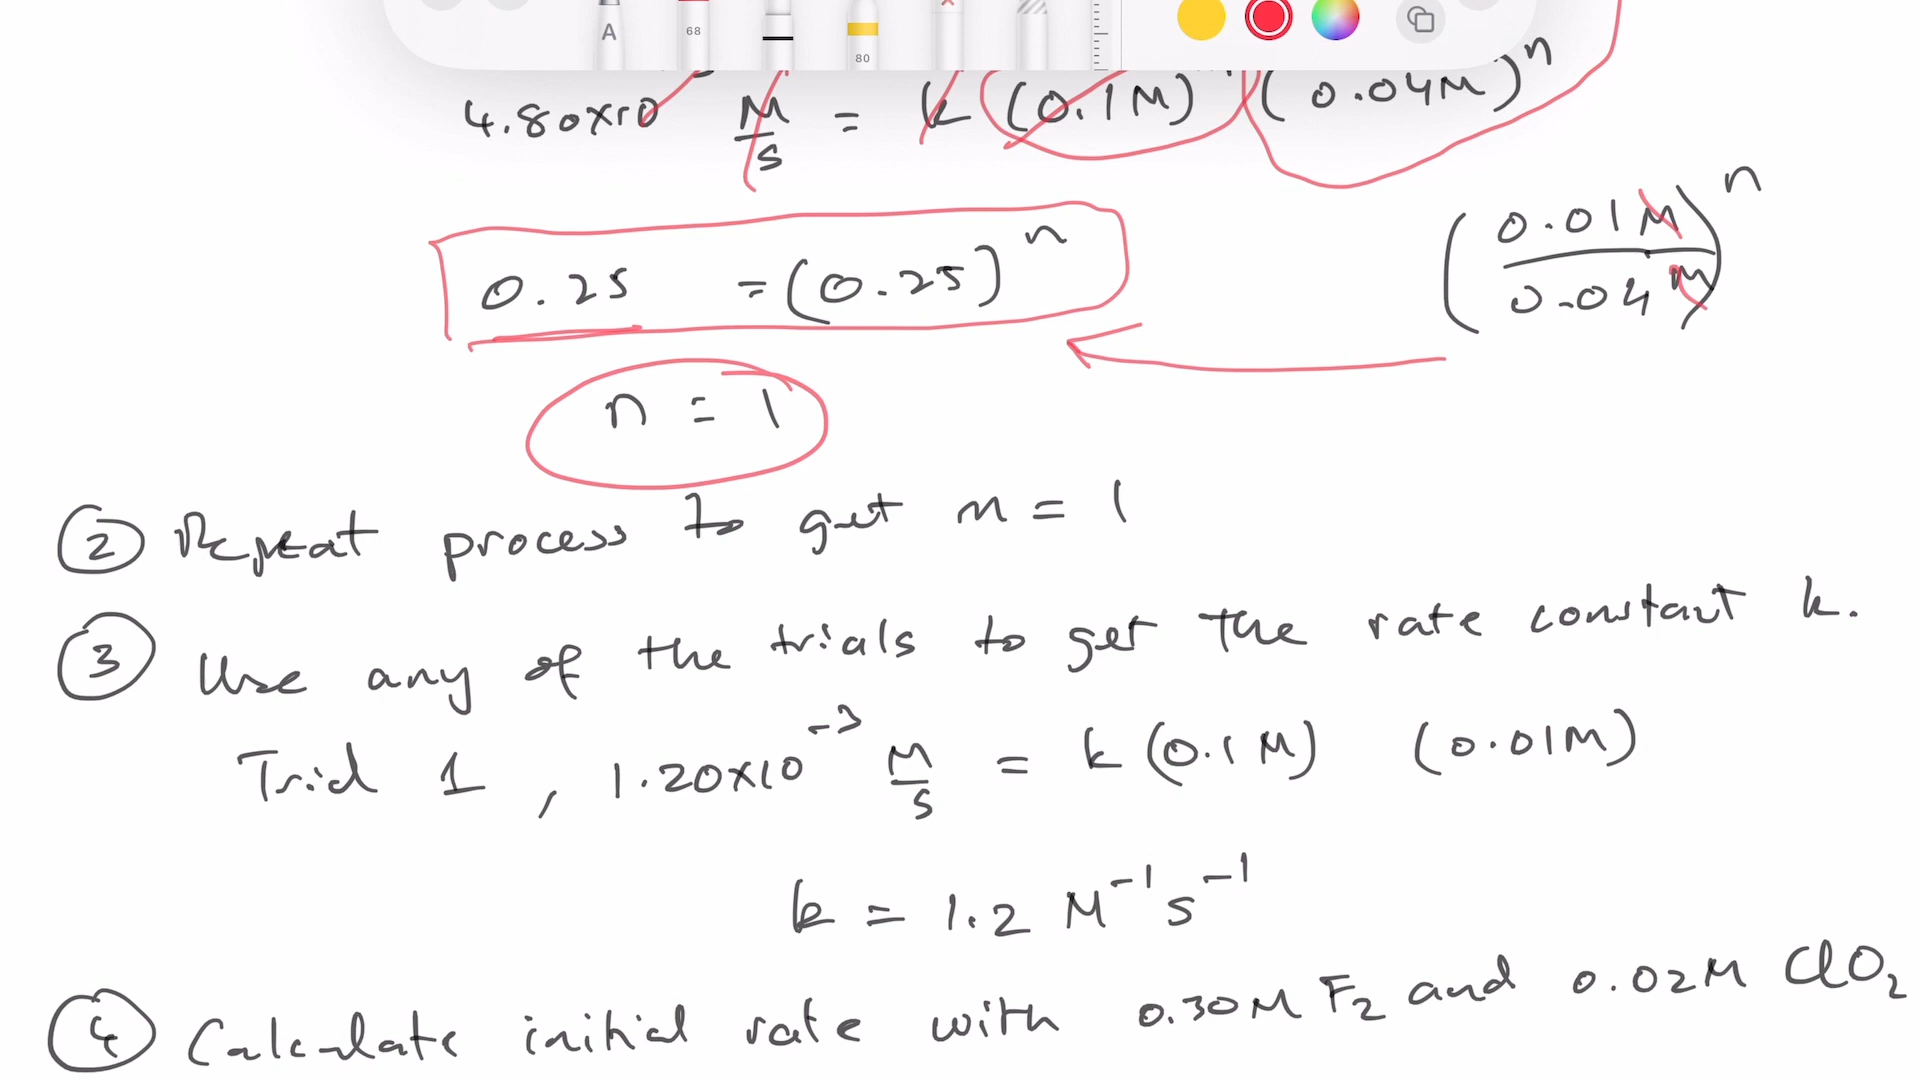 A 68 80
4.80x10 M/s = k (0.1M) (0.04M)^n
(0.01M/0.04M)^n
0.25 = (0.25)^n
n = 1
② Repeat process to get m = 1
③ Use any of the trials to get the rate constant k.
Trial 1, 1.20x10^-3 M/s = k (0.1M) (0.01M)
k = 1.2 M^-1 s^-1
④ Calculate initial rate with 0.30M F₂ and 0.02M ClO₂